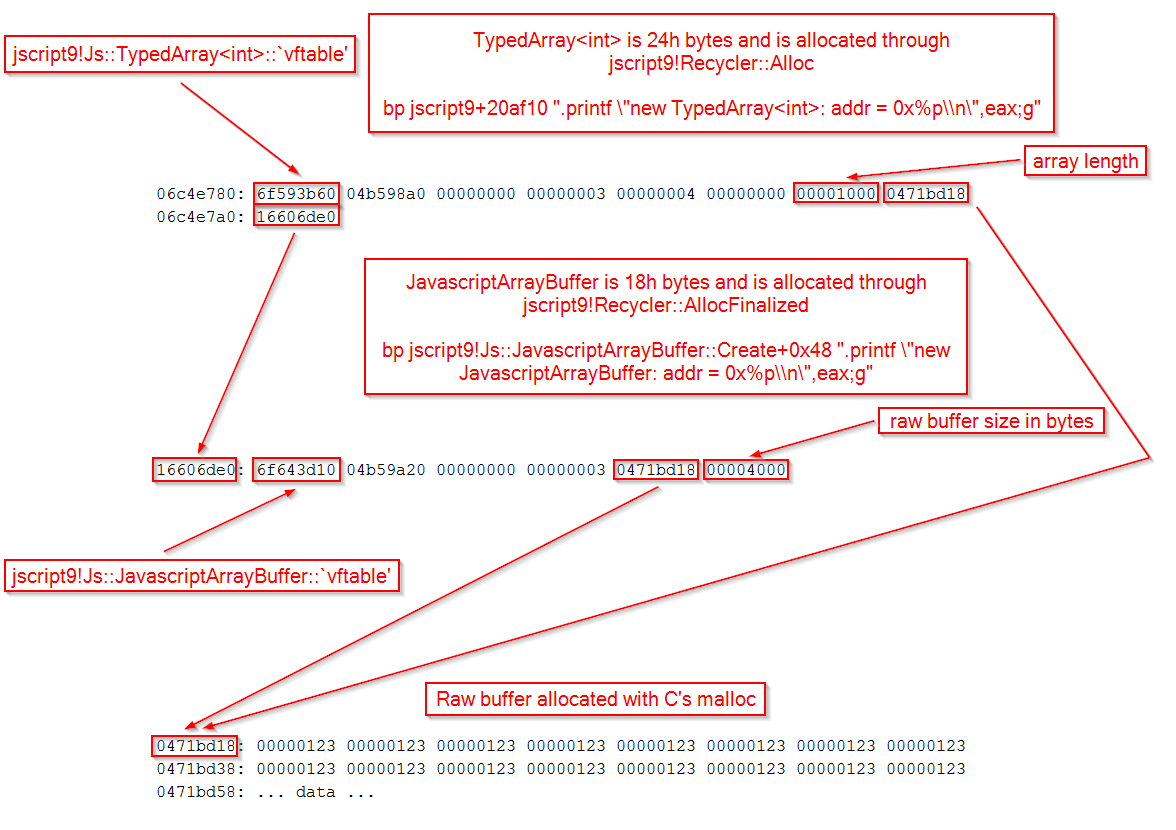 jscript9!Js::TypedArray<int>::`vftable'
TypedArray<int> is 24h bytes and is allocated through
jscript9!Recycler::Alloc
bp jscript9+20af10 ".printf \"new TypedArray<int>: addr = 0x%p\\n\",eax;g"
array length
06c4e780: 6f593b60 04b598a0 00000000 00000003 00000004 00000000 00001000 0471bd18
06c4e7a0: 16606de0
JavascriptArrayBuffer is 18h bytes and is allocated through
jscript9!Recycler::AllocFinalized
bp jscript9!Js::JavascriptArrayBuffer::Create+0x48 ".printf \"new
JavascriptArrayBuffer: addr = 0x%p\\n\",eax;g"
raw buffer size in bytes
16606de0: 6f643d10 04b59a20 00000000 00000003 0471bd18 00004000
jscript9!Js::JavascriptArrayBuffer::`vftable'
Raw buffer allocated with C's malloc
0471bd18: 00000123 00000123 00000123 00000123 00000123 00000123 00000123 00000123
0471bd38: 00000123 00000123 00000123 00000123 00000123 00000123 00000123 00000123
0471bd58: ... data ...